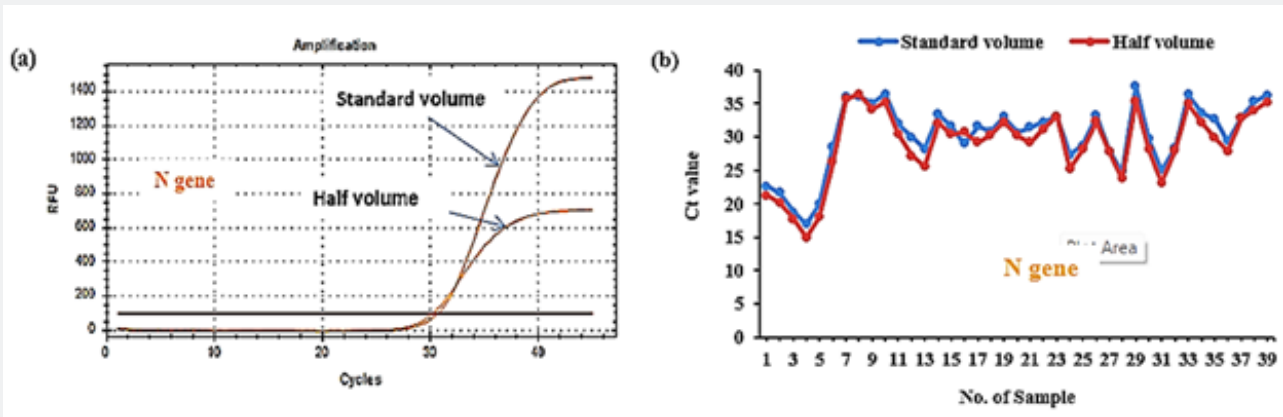 (a)
Amplification
1400
1200
1000
800
600
400
200
0
RFU
Standard volume
N gene
Half volume
0 10 20 30 40
Cycles
(b)
Standard volume Half volume
40
35
30
25
20
15
10
5
0
Ct value
Area
N gene
1 3 5 7 9 11 13 15 17 19 21 23 25 27 29 31 33 35 37 39
No. of Sample